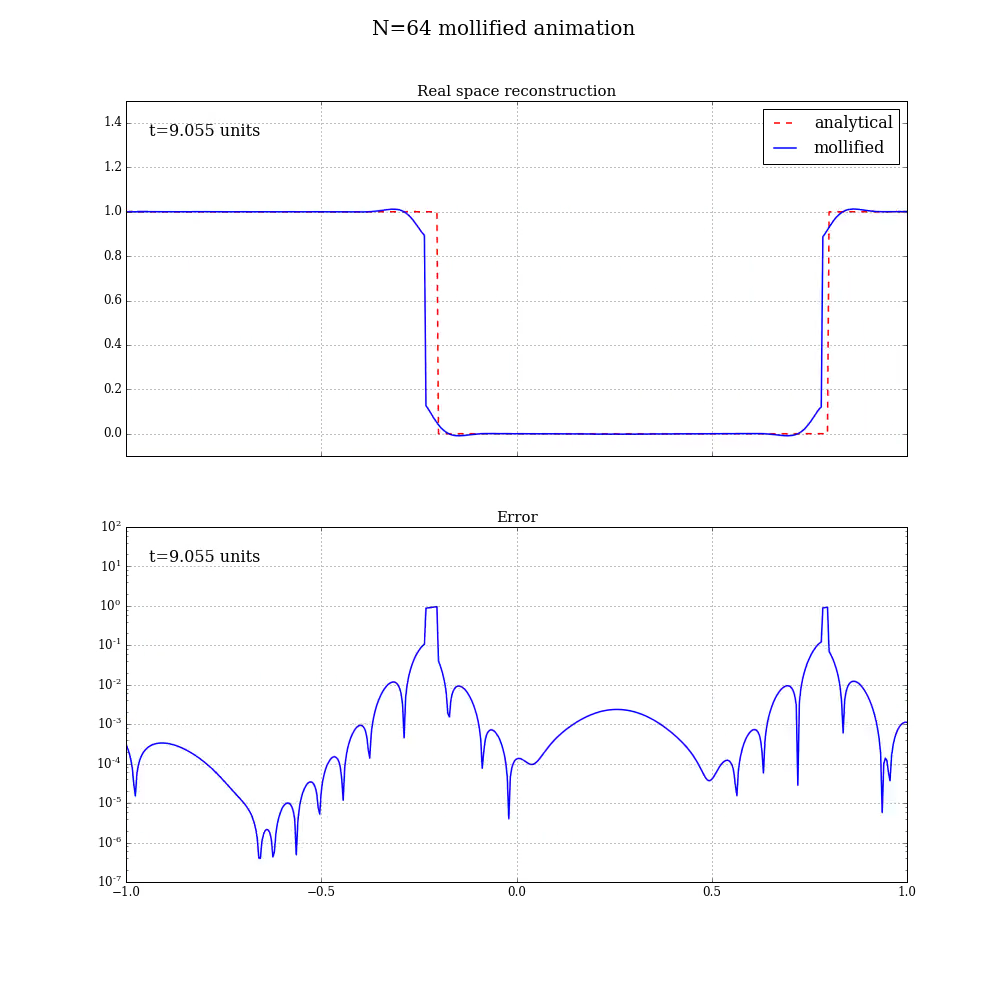 N=64 mollified animation
Real space reconstruction
t=9.055 units
analytical
mollified
1.4
1.2
1.0
0.8
0.6
0.4
0.2
0.0
Error
t=9.055 units
10²
10¹
10⁰
10⁻¹
10⁻²
10⁻³
10⁻⁴
10⁻⁵
10⁻⁶
10⁻⁷
−1.0 −0.5 0.0 0.5 1.0